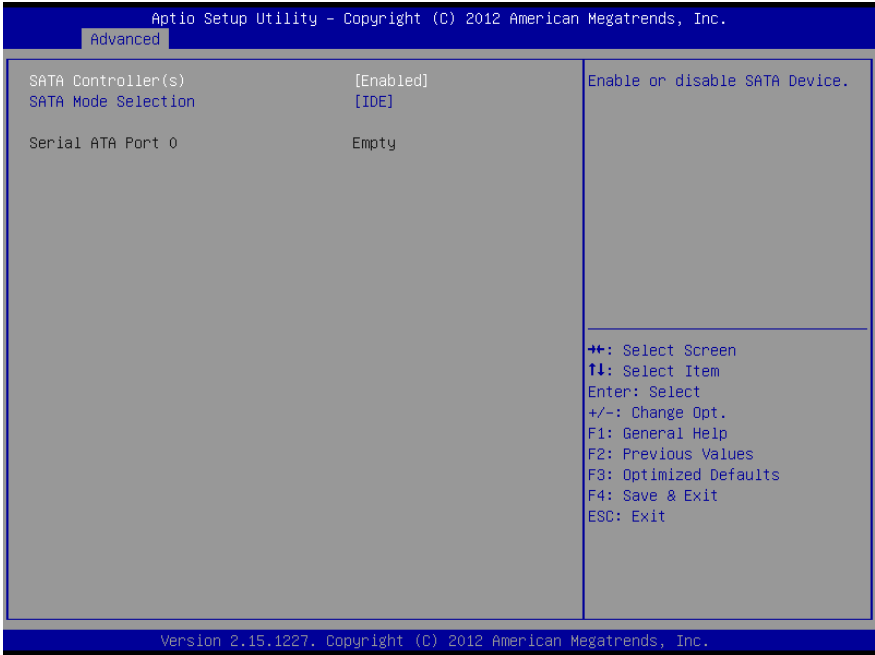 Aptio Setup Utility – Copyright (C) 2012 American Megatrends, Inc.
Advanced
SATA Controller(s) [Enabled]
SATA Mode Selection [IDE]
Serial ATA Port 0 Empty
Enable or disable SATA Device.
→←: Select Screen
↑↓: Select Item
Enter: Select
+/-: Change Opt.
F1: General Help
F2: Previous Values
F3: Optimized Defaults
F4: Save & Exit
ESC: Exit
Version 2.15.1227. Copyright (C) 2012 American Megatrends, Inc.